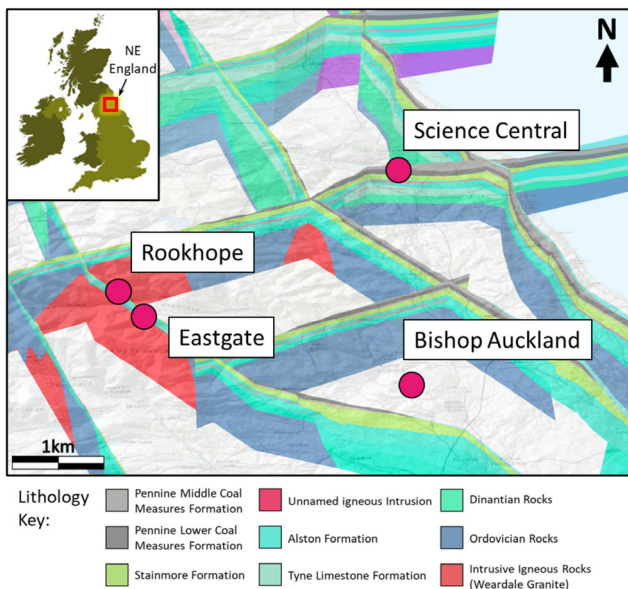 NE
England
N
Science Central
Rookhope
Eastgate
Bishop Auckland
1km
Lithology
Key:
Pennine Middle Coal
Measures Formation
Unnamed igneous Intrusion
Dinantian Rocks
Pennine Lower Coal
Measures Formation
Alston Formation
Ordovician Rocks
Stainmore Formation
Tyne Limestone Formation
Intrusive Igneous Rocks
(Weardale Granite)